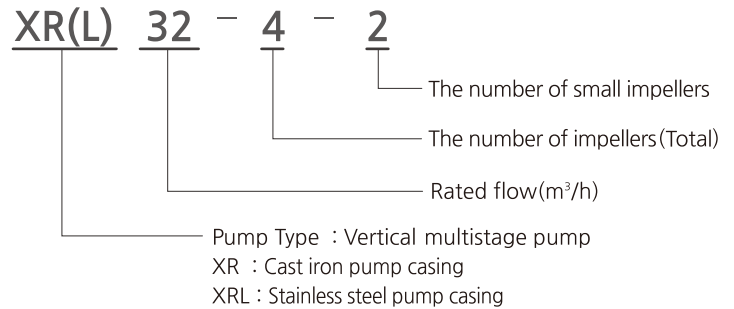 XR(L) 32 - 4 - 2
The number of small impellers
The number of impellers(Total)
Rated flow(m³/h)
Pump Type : Vertical multistage pump
XR : Cast iron pump casing
XRL : Stainless steel pump casing